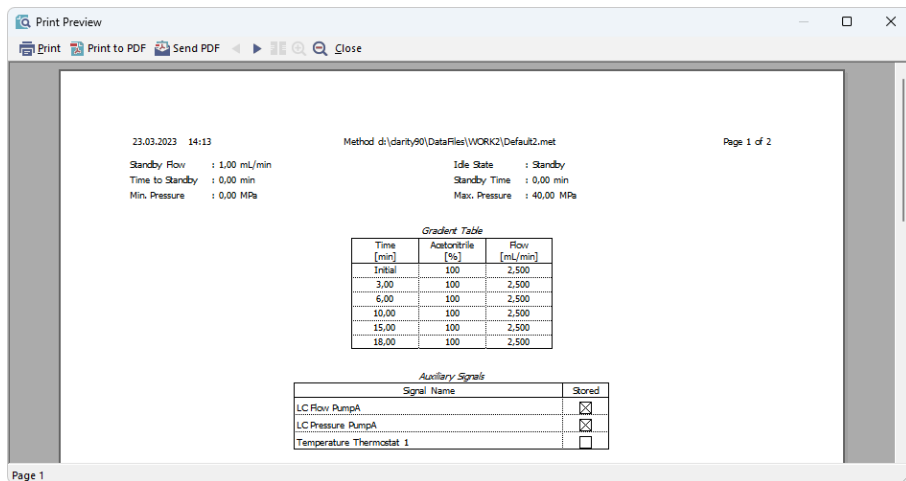 Print Preview
Print Print to PDF Send PDF Close
23.03.2023 14:13 Method d:\clarity90\DataFiles\WORK2\Default2.met Page 1 of 2
Standby Flow : 1,00 mL/min Idle State : Standby
Time to Standby : 0,00 min Standby Time : 0,00 min
Min. Pressure : 0,00 MPa Max. Pressure : 40,00 MPa
Gradient Table
Time Acetonitrile Flow
[min] [%] [mL/min]
Initial 100 2,500
3,00 100 2,500
6,00 100 2,500
10,00 100 2,500
15,00 100 2,500
18,00 100 2,500
Auxiliary Signals
Signal Name Stored
LC Flow PumpA
LC Pressure PumpA
Temperature Thermostat 1
Page 1